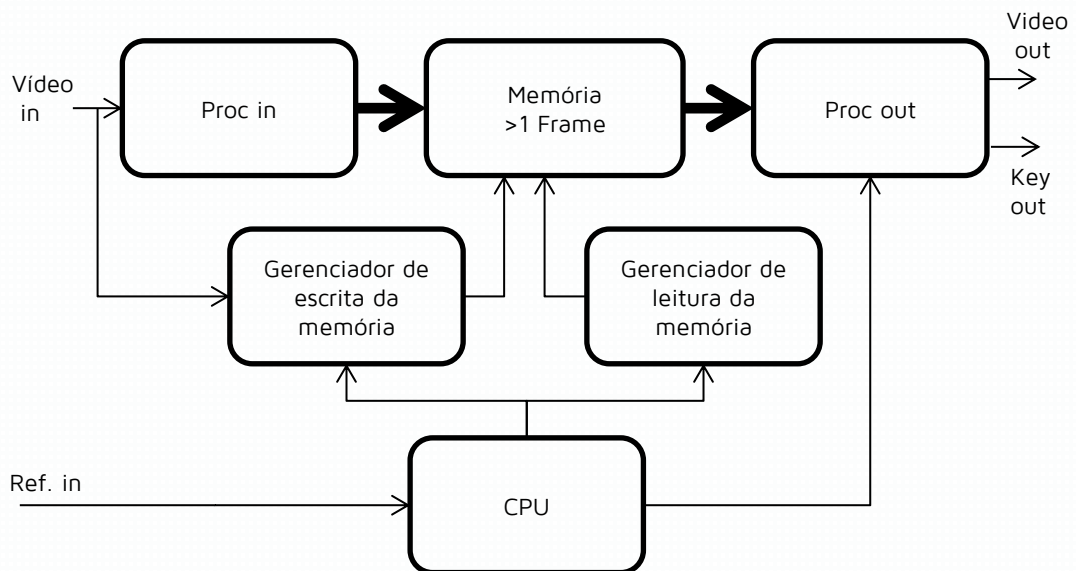 Vídeo
in
Proc in
Memória
>1 Frame
Proc out
Video
out
Key
out
Gerenciador de
escrita da
memória
Gerenciador de
leitura da
memória
Ref. in
CPU